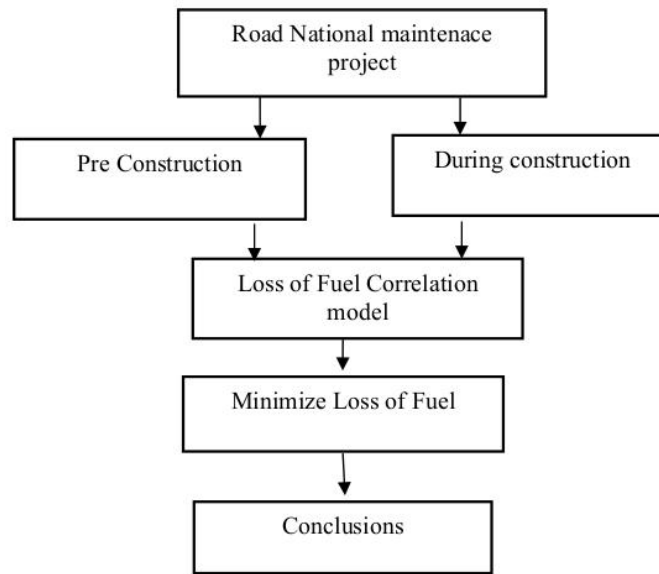 Road National maintenace
project
Pre Construction
During construction
Loss of Fuel Correlation
model
Minimize Loss of Fuel
Conclusions